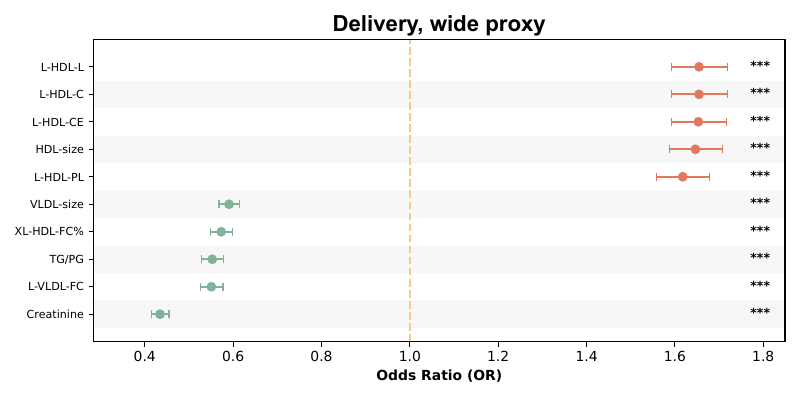 Delivery, wide proxy
L-HDL-L ***
L-HDL-C ***
L-HDL-CE ***
HDL-size ***
L-HDL-PL ***
VLDL-size ***
XL-HDL-FC% ***
TG/PG ***
L-VLDL-FC ***
Creatinine ***
0.4 0.6 0.8 1.0 1.2 1.4 1.6 1.8
Odds Ratio (OR)